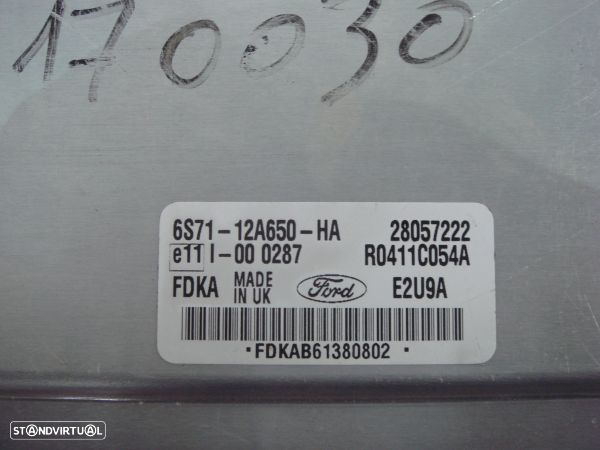 170030
6S71-12A650-HA 28057222
e11 I-00 0287 R0411C054A
FDKA MADE IN UK Ford E2U9A
·FDKAB61380802·
STANDVIRTUAL